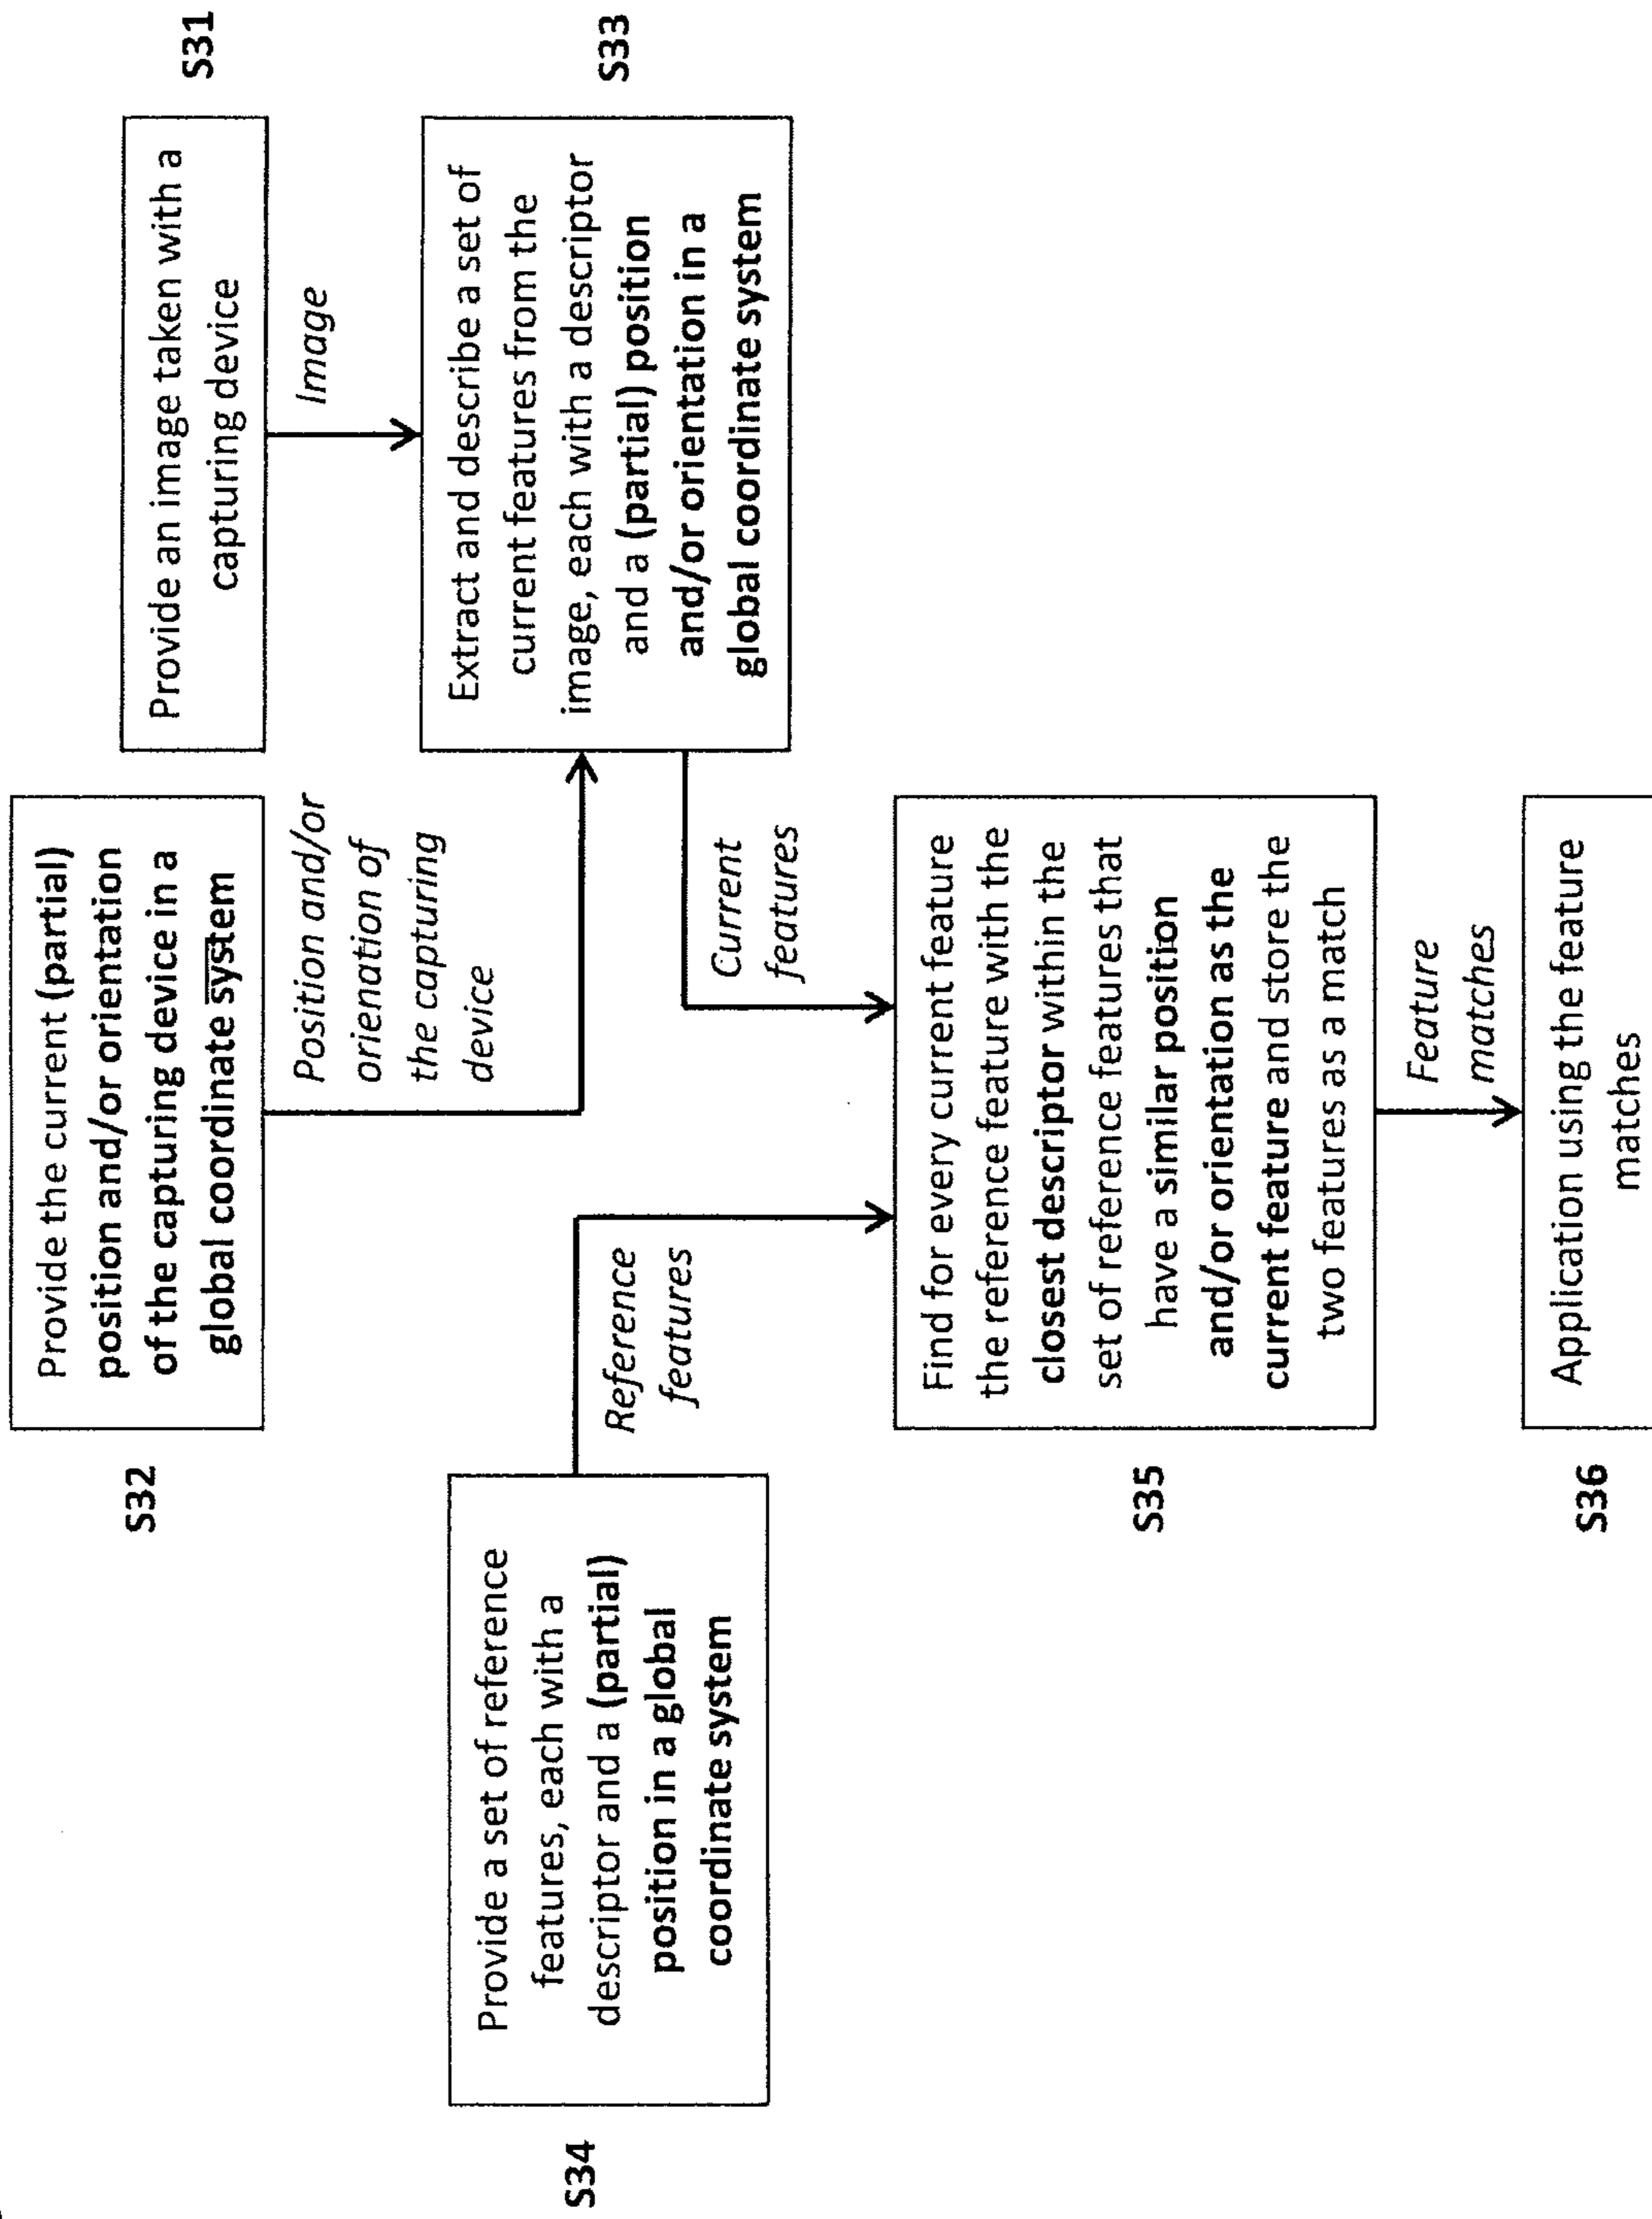 S31
Provide an image taken with a
capturing device
Image
S32
Provide the current (partial)
position and/or orientation
of the capturing device in a
global coordinate system
Position and/or
orienation of
the capturing
device
S33
Extract and describe a set of
current features from the
image, each with a descriptor
and a (partial) position
and/or orientation in a
global coordinate system
Current
features
S34
Provide a set of reference
features, each with a
descriptor and a (partial)
position in a global
coordinate system
Reference
features
S35
Find for every current feature
the reference feature with the
closest descriptor within the
set of reference features that
have a similar position
and/or orientation as the
current feature and store the
two features as a match
Feature
matches
S36
Application using the feature
matches